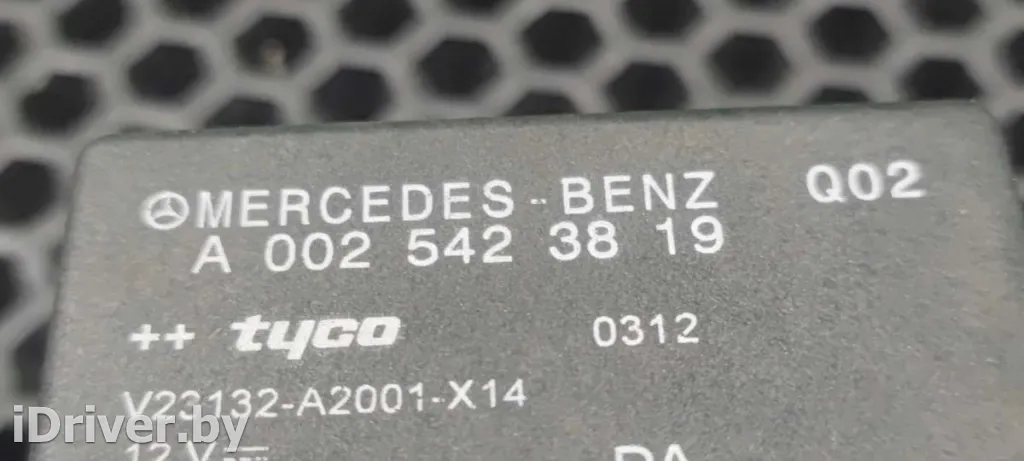 MERCEDES-BENZ Q02
A 002 542 38 19
++ tyco 0312
V23132-A2001-X14
12 V
iDriver.by